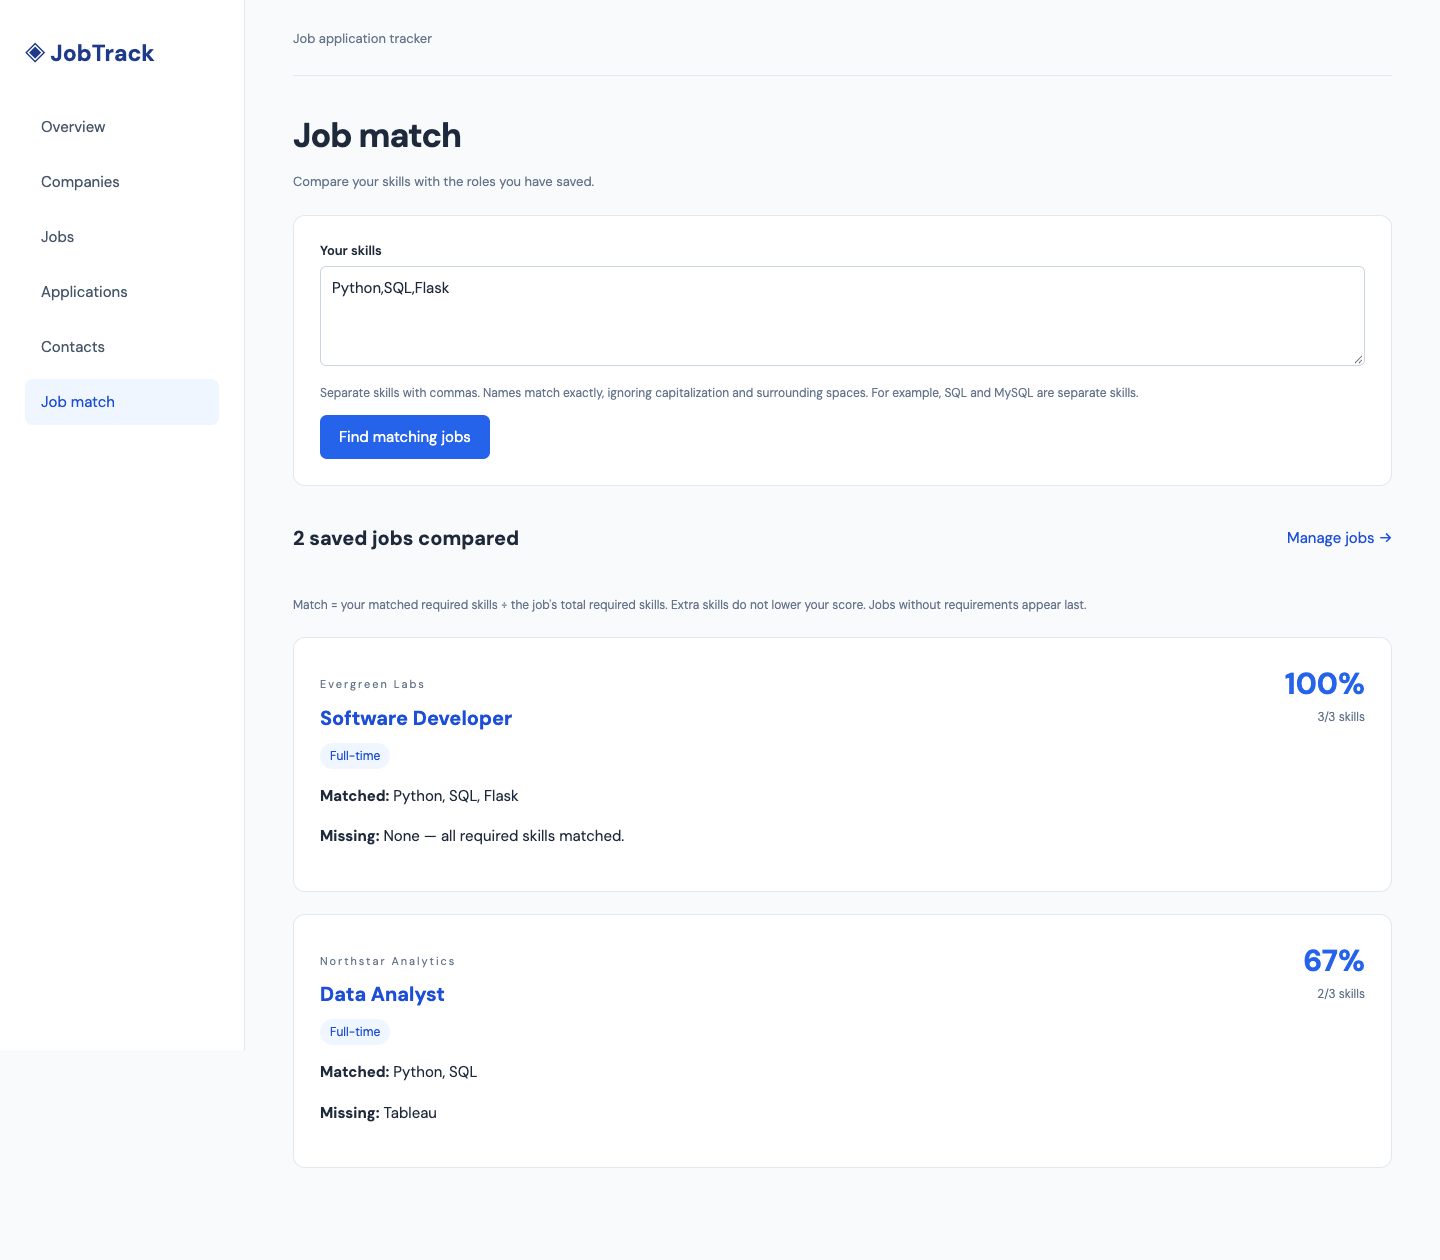 ◈ JobTrack
Overview
Companies
Jobs
Applications
Contacts
Job match
Job application tracker
Job match
Compare your skills with the roles you have saved.
Your skills
Python,SQL,Flask
Separate skills with commas. Names match exactly, ignoring capitalization and surrounding spaces. For example, SQL and MySQL are separate skills.
Find matching jobs
2 saved jobs compared
Manage jobs →
Match = your matched required skills ÷ the job's total required skills. Extra skills do not lower your score. Jobs without requirements appear last.
Evergreen Labs
100%
Software Developer
3/3 skills
Full-time
Matched: Python, SQL, Flask
Missing: None — all required skills matched.
Northstar Analytics
67%
Data Analyst
2/3 skills
Full-time
Matched: Python, SQL
Missing: Tableau